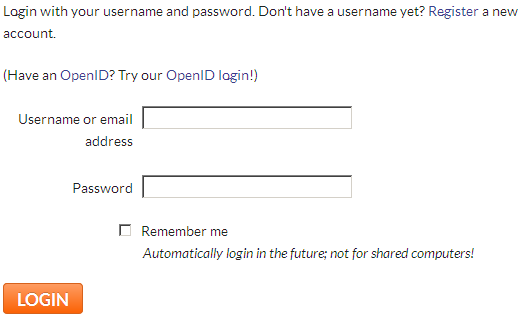 Login with your username and password. Don't have a username yet? Register a new
account.
(Have an OpenID? Try our OpenID login!)
Username or email
address
Password
Remember me
Automatically login in the future; not for shared computers!
LOGIN